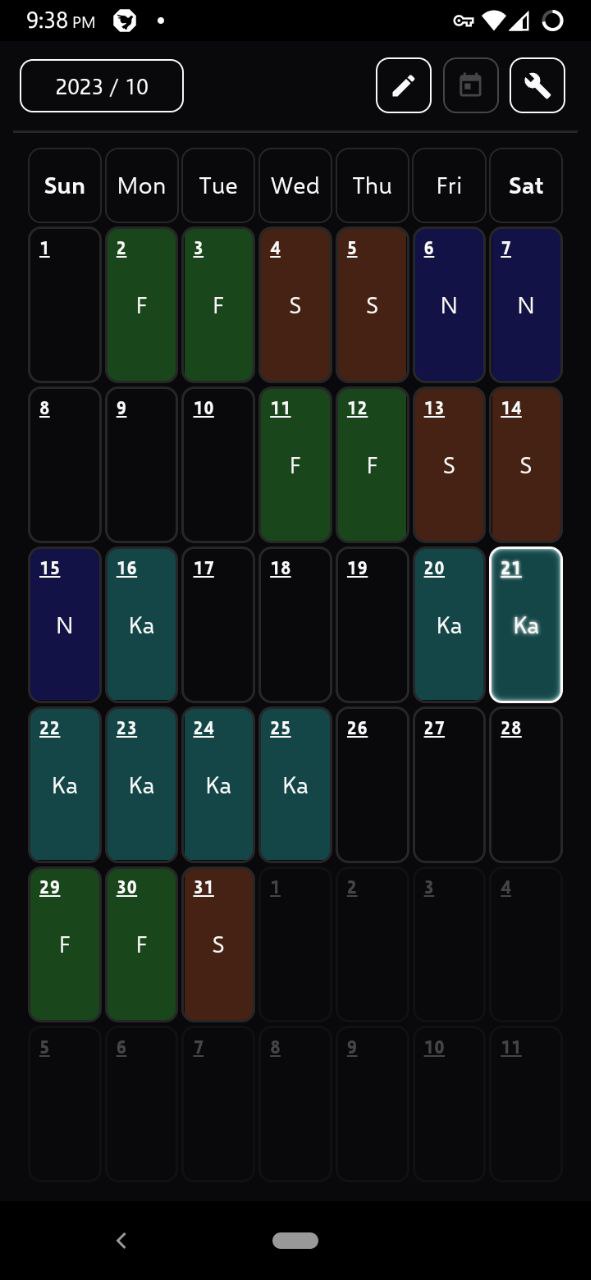 9:38 PM
2023 / 10
Sun Mon Tue Wed Thu Fri Sat
1 2 3 4 5 6 7
F F S S N N
8 9 10 11 12 13 14
F F S S
15 16 17 18 19 20 21
N Ka Ka Ka
22 23 24 25 26 27 28
Ka Ka Ka Ka
29 30 31 1 2 3 4
F F S
5 6 7 8 9 10 11